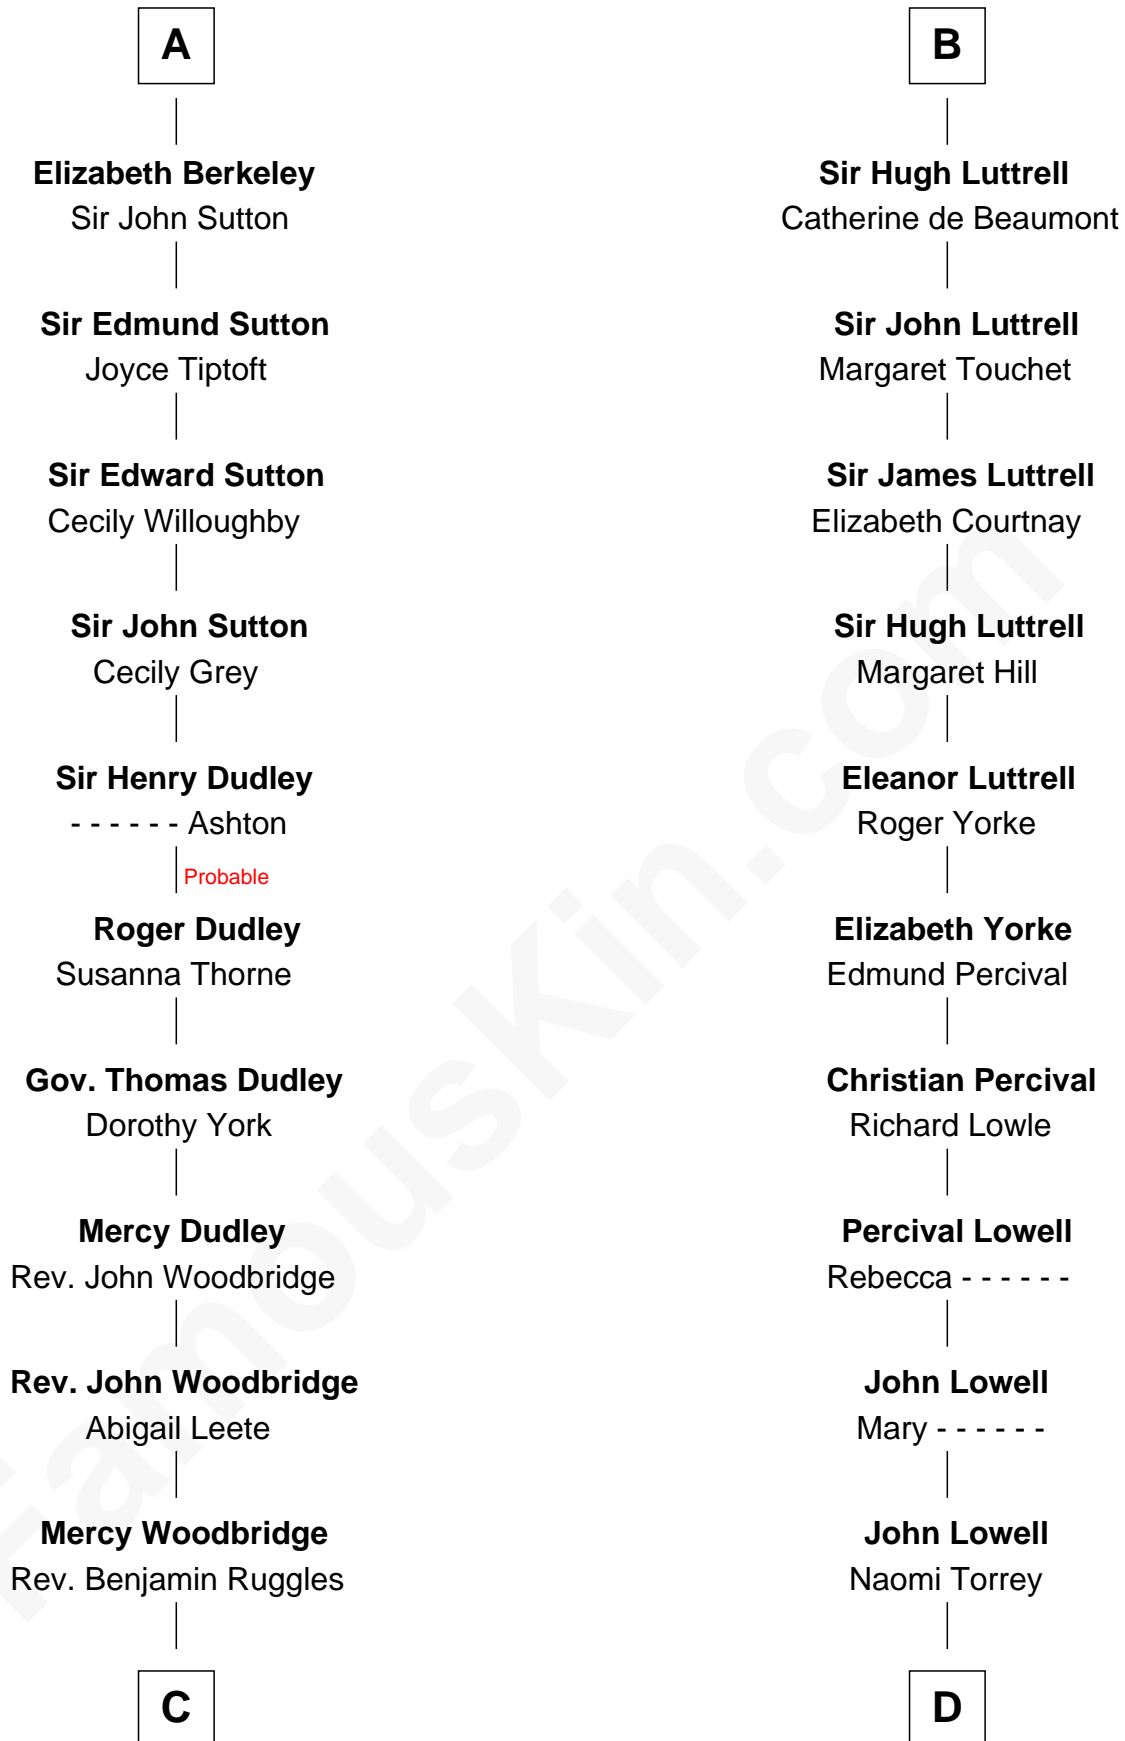 A
Elizabeth Berkeley
Sir John Sutton
Sir Edmund Sutton
Joyce Tiptoft
Sir Edward Sutton
Cecily Willoughby
Sir John Sutton
Cecily Grey
Sir Henry Dudley
- - - - - - Ashton
Probable
Roger Dudley
Susanna Thorne
Gov. Thomas Dudley
Dorothy York
Mercy Dudley
Rev. John Woodbridge
Rev. John Woodbridge
Abigail Leete
Mercy Woodbridge
Rev. Benjamin Ruggles
C
B
Sir Hugh Luttrell
Catherine de Beaumont
Sir John Luttrell
Margaret Touchet
Sir James Luttrell
Elizabeth Courtnay
Sir Hugh Luttrell
Margaret Hill
Eleanor Luttrell
Roger Yorke
Elizabeth Yorke
Edmund Percival
Christian Percival
Richard Lowle
Percival Lowell
Rebecca - - - - - -
John Lowell
Mary - - - - - -
John Lowell
Naomi Torrey
D
FamousKin.com